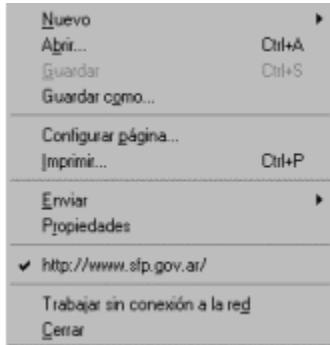 Nuevo
Abrir... Ctrl+A
Guardar Ctrl+S
Guardar como...
Configurar página...
Imprimir... Ctrl+P
Enviar
Propiedades
http://www.sfp.gov.ar/
Trabajar sin conexión a la red
Cerrar